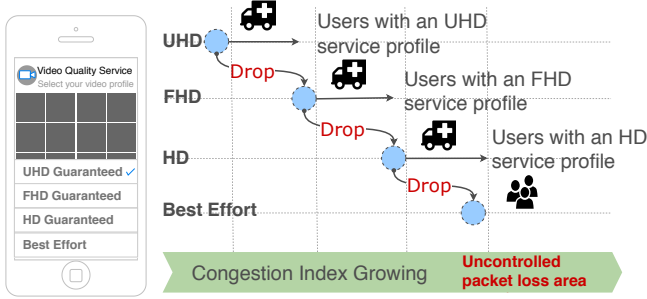 Video Quality Service
Select your video profile
UHD Guaranteed
FHD Guaranteed
HD Guaranteed
Best Effort
UHD
Users with an UHD
service profile
Drop
FHD
Users with an FHD
service profile
Drop
HD
Users with an HD
service profile
Drop
Best Effort
Congestion Index Growing
Uncontrolled
packet loss area